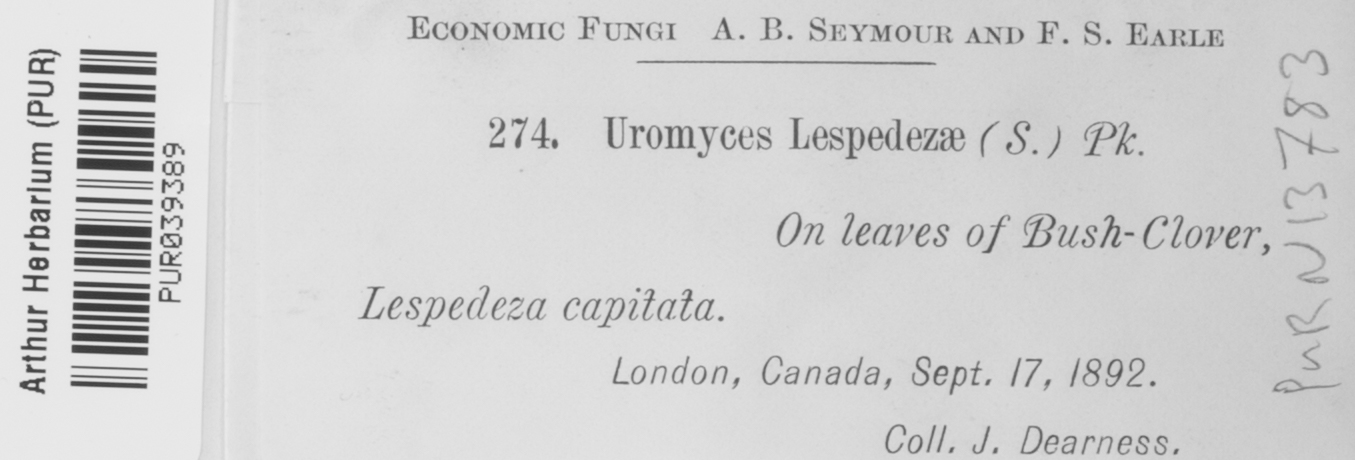 Arthur Herbarium (PUR)
PUR039389
ECONOMIC FUNGI A. B. SEYMOUR AND F. S. EARLE
274. Uromyces Lespedezæ (S.) Pk.
On leaves of Bush-Clover,
Lespedeza capitata.
London, Canada, Sept. 17, 1892.
Coll. J. Dearness.
PUR N13783